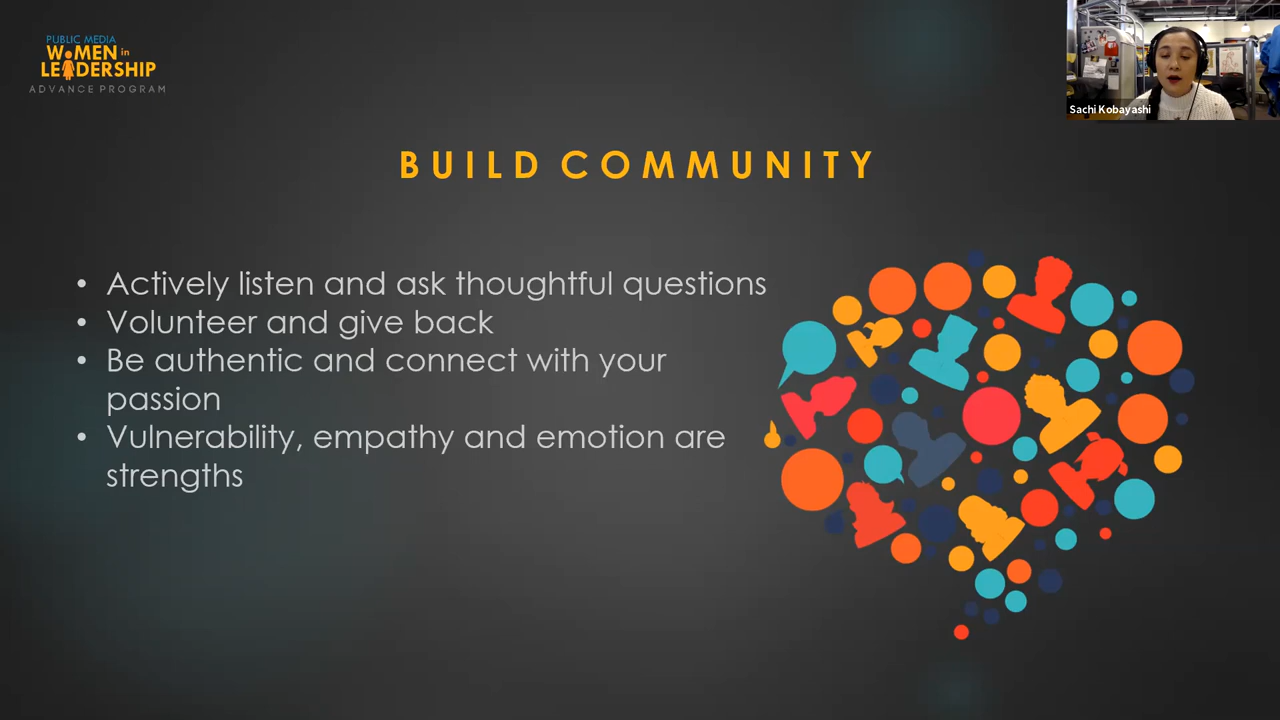 PUBLIC MEDIA
WOMEN in
LEADERSHIP
ADVANCE PROGRAM
Sachi Kobayashi
BUILD COMMUNITY
• Actively listen and ask thoughtful questions
• Volunteer and give back
• Be authentic and connect with your
passion
• Vulnerability, empathy and emotion are
strengths